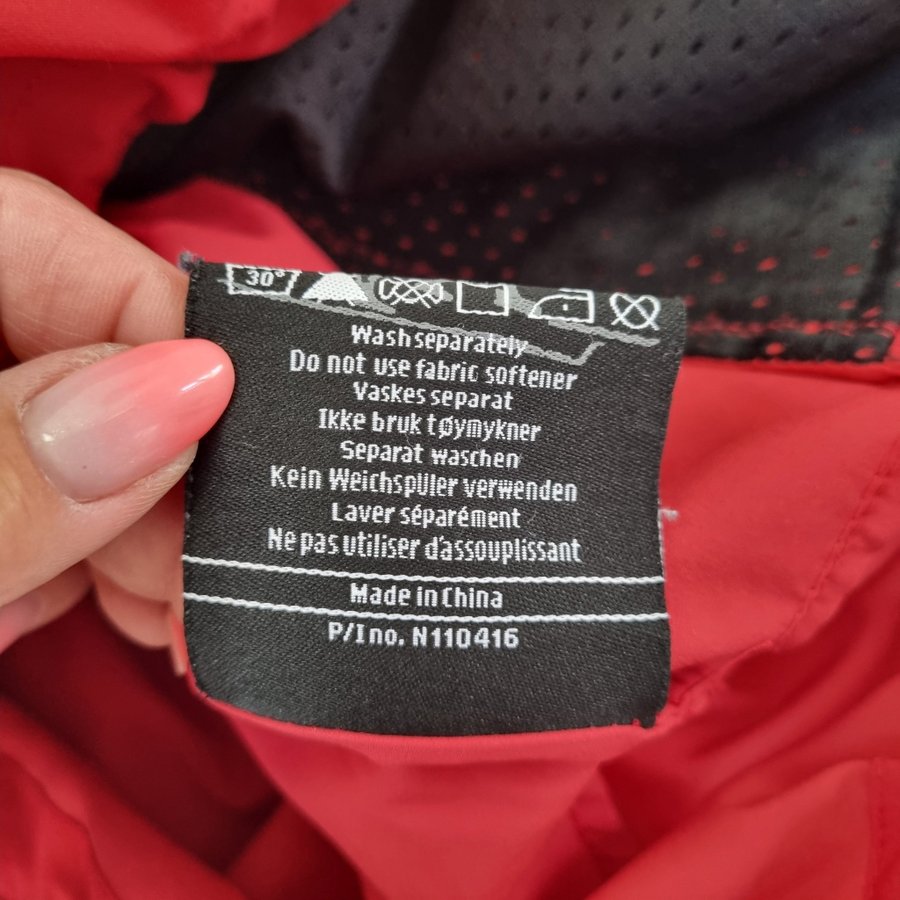 30°
Wash separately
Do not use fabric softener
Vaskes separat
Ikke bruk tøymykner
Separat waschen
Kein Weichspüler verwenden
Laver séparément
Ne pas utiliser d'assouplissant
Made in China
P/I no. N110416